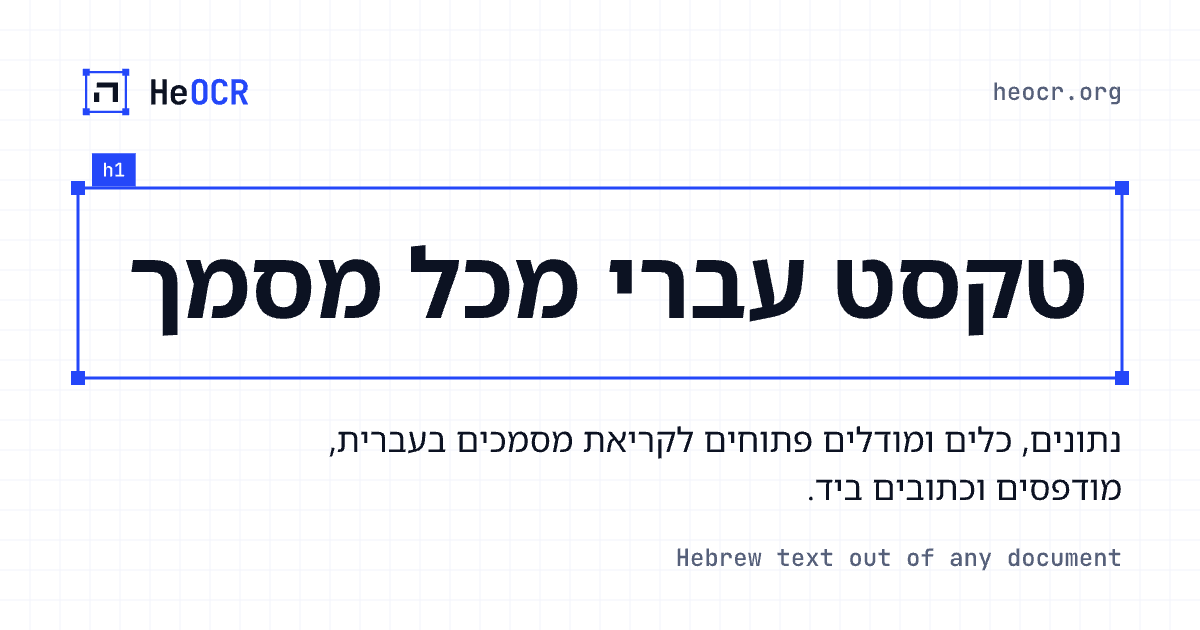 ה HeOCR
heocr.org
h1
טקסט עברי מכל מסמך
נתונים, כלים ומודלים פתוחים לקריאת מסמכים בעברית,
מודפסים וכתובים ביד.
Hebrew text out of any document